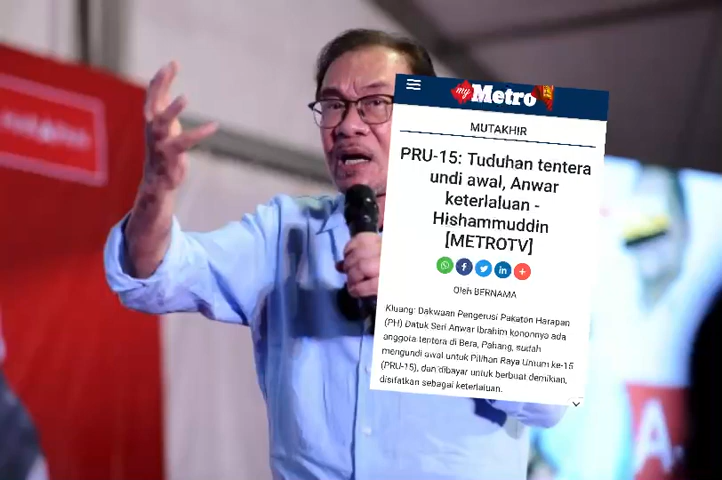 my Metro
MUTAKHIR
PRU-15: Tuduhan tentera
undi awal, Anwar
keterlaluan -
Hishammuddin
[METROTV]
Oleh BERNAMA
Kluang: Dakwaan Pengerusi Pakatan Harapan
(PH) Datuk Seri Anwar Ibrahim kononnya ada
anggota tentera di Bera, Pahang, sudah
mengundi awal untuk Pilihan Raya Umum ke-15
(PRU-15), dan dibayar untuk berbuat demikian,
disifatkan sebagai keterlaluan.